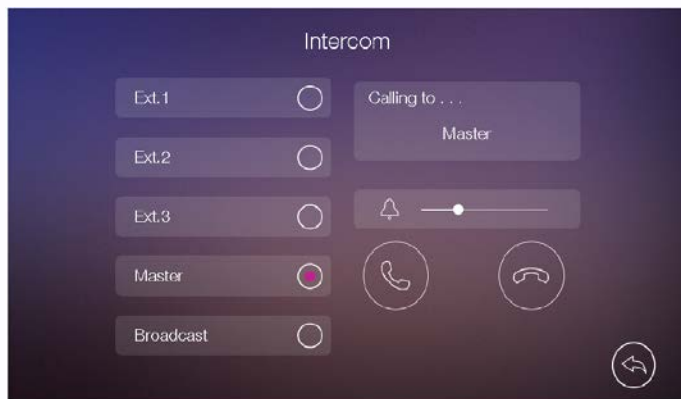 Intercom
Ext.1
Ext.2
Ext.3
Master
Broadcast
Calling to . . .
Master